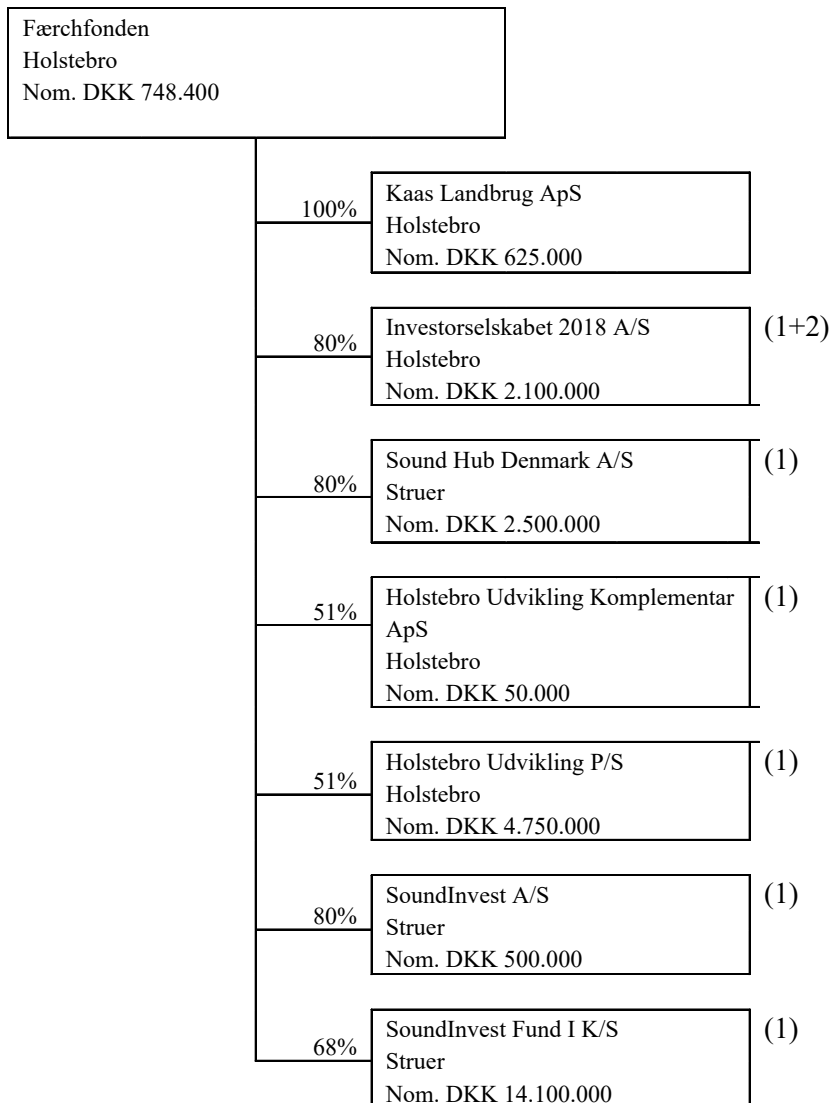 Færchfonden
Holstebro
Nom. DKK 748.400
100%
Kaas Landbrug ApS
Holstebro
Nom. DKK 625.000
80%
Investorselskabet 2018 A/S
Holstebro
Nom. DKK 2.100.000
(1+2)
80%
Sound Hub Denmark A/S
Struer
Nom. DKK 2.500.000
(1)
51%
Holstebro Udvikling Komplementar
ApS
Holstebro
Nom. DKK 50.000
(1)
51%
Holstebro Udvikling P/S
Holstebro
Nom. DKK 4.750.000
(1)
80%
SoundInvest A/S
Struer
Nom. DKK 500.000
(1)
68%
SoundInvest Fund I K/S
Struer
Nom. DKK 14.100.000
(1)